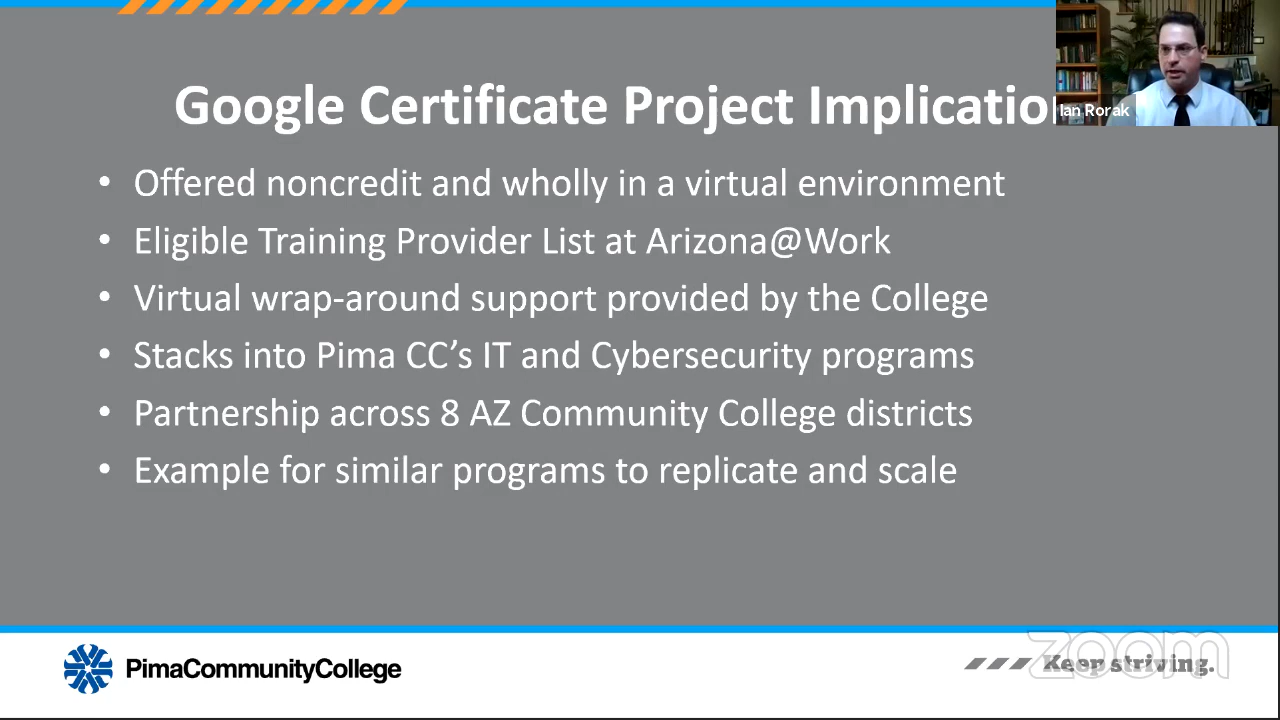 Google Certificate Project Implication
Ian Rorak
• Offered noncredit and wholly in a virtual environment
• Eligible Training Provider List at Arizona@Work
• Virtual wrap-around support provided by the College
• Stacks into Pima CC’s IT and Cybersecurity programs
• Partnership across 8 AZ Community College districts
• Example for similar programs to replicate and scale
PimaCommunityCollege
zoom
Keep striving.